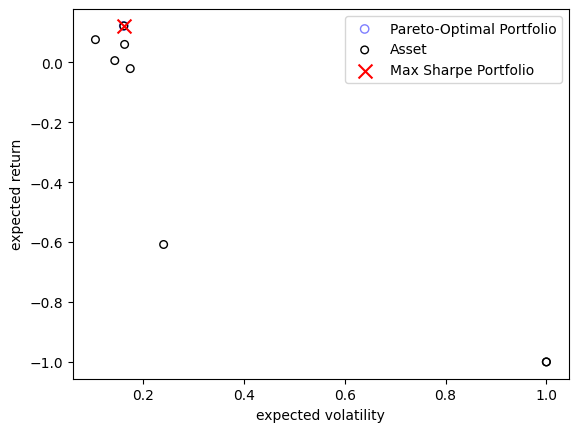 Pareto-Optimal Portfolio
Asset
Max Sharpe Portfolio
0.0
−0.2
−0.4
−0.6
−0.8
−1.0
expected return
0.2
0.4
0.6
0.8
1.0
expected volatility